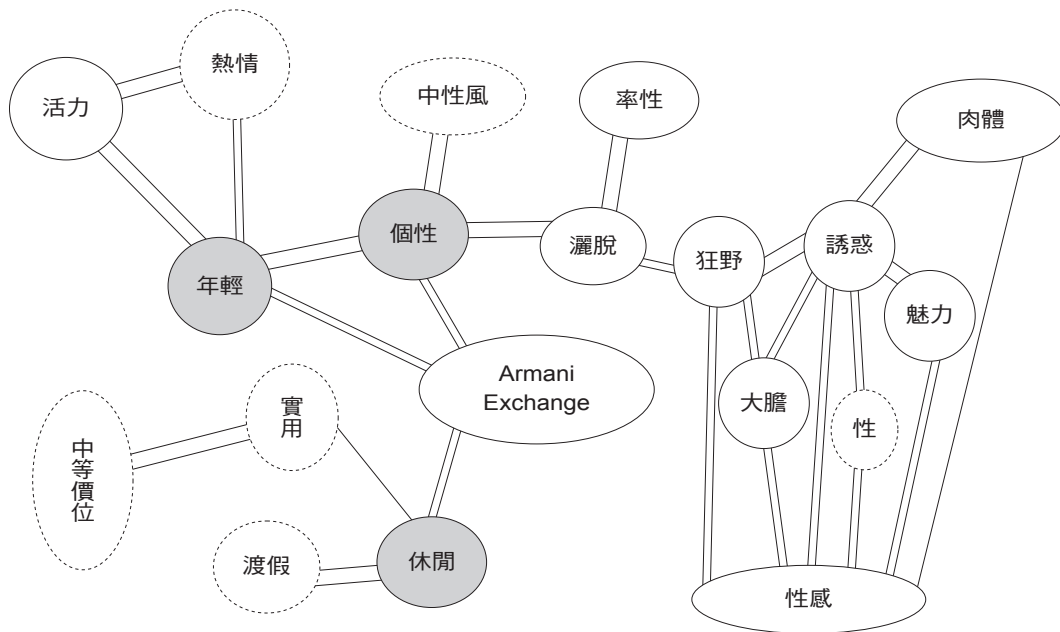 熱情
活力
中性風
率性
肉體
個性
灑脫
狂野
誘惑
年輕
魅力
Armani
Exchange
大膽
性
實用
中等價位
渡假
休閒
性感